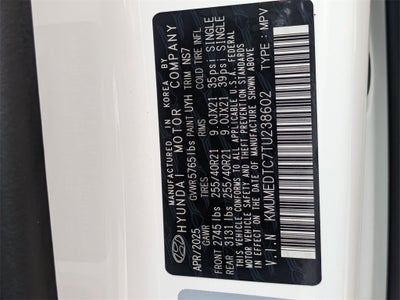 MANUFACTURED IN KOREA BY
HYUNDAI MOTOR COMPANY
APR/2025 GVWR 5765 lbs PAINT UYH TRIM NS7
GAWR TIRES RIMS COLD TIRE INFL
FRONT 2745 lbs 255/40R21 9.0JX21 35psi SINGLE
REAR 3131 lbs 255/40R21 9.0JX21 39psi SINGLE
THIS VEHICLE CONFORMS TO ALL APPLICABLE U.S.A. FEDERAL
MOTOR VEHICLE SAFETY AND THEFT PREVENTION STANDARDS
IN EFFECT ON THE DATE OF MANUFACTURE SHOWN ABOVE
V.I.N: KMUMEDTC7TU238602 TYPE: MPV